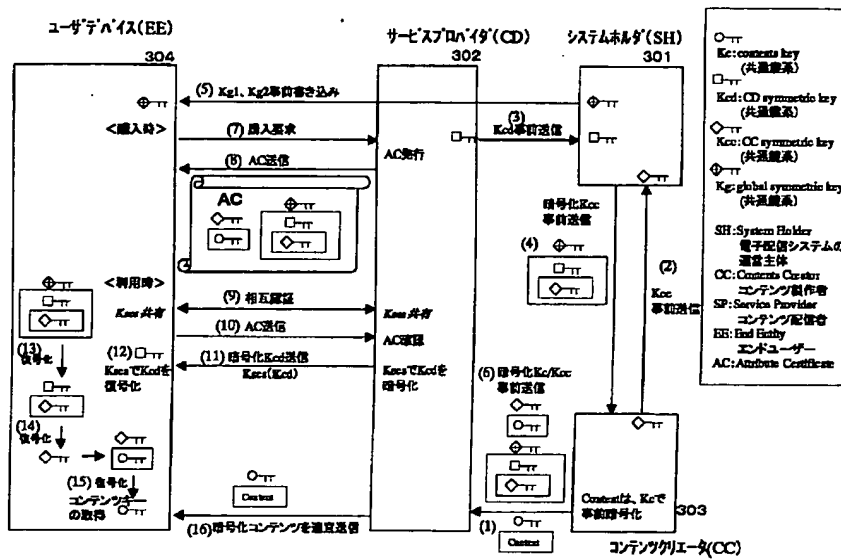 ユーザデバイス(EE)
304
サービスプロバイダ(CD)
302
システムホルダ(SH)
301
(5) Kg1、Kg2事前書き込み
<購入時>
(7) 購入要求
(3)
Kcd事前送信
AC発行
(8) AC送信
AC
暗号化Kcc
事前送信
(4)
(2)
Kcc
事前送信
<利用時>
Kses共有
(9) 相互認証
Kses共有
(10) AC送信
AC確認
(11) 暗号化Kcd送信
Kses(Kcd)
KsesでKcdを
暗号化
(12)
KsesでKcdを
復号化
(13)
復号化
(14)
復号化
(15) 復号化
コンテンツキー
の取得
(6) 暗号化Kc/Kcc
事前送信
Content
(16)暗号化コンテンツを適宜送信
(1)
Content
Contentは、Kcで
事前暗号化
303
コンテンツクリエータ(CC)
Kc: contents key
(共通鍵系)
Kcd: CD symmetric key
(共通鍵系)
Kcc: CC symmetric key
(共通鍵系)
Kg: global symmetric key
(共通鍵系)
SH: System Holder
電子配信システムの
運営主体
CC: Contents Creator
コンテンツ製作者
SP: Service Provider
コンテンツ配信者
EE: End Entity
エンドユーザー
AC: Attribute Certificate